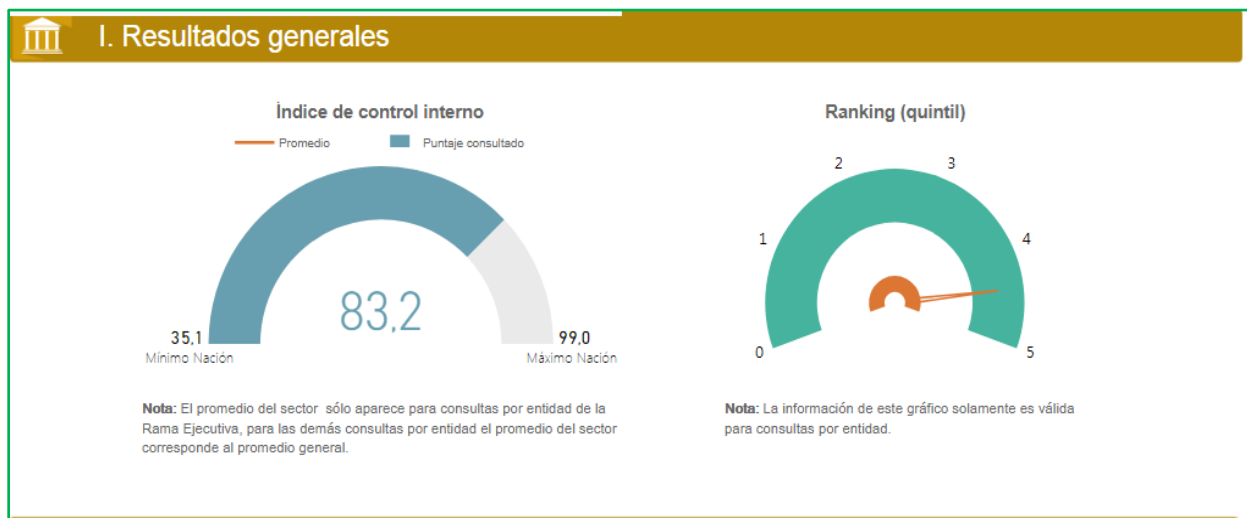 I. Resultados generales
Índice de control interno
Promedio
Puntaje consultado
83,2
35,1
Mínimo Nación
99,0
Máximo Nación
Nota: El promedio del sector sólo aparece para consultas por entidad de la
Rama Ejecutiva, para las demás consultas por entidad el promedio del sector
corresponde al promedio general.
Ranking (quintil)
0
1
2
3
4
5
Nota: La información de este gráfico solamente es válida
para consultas por entidad.